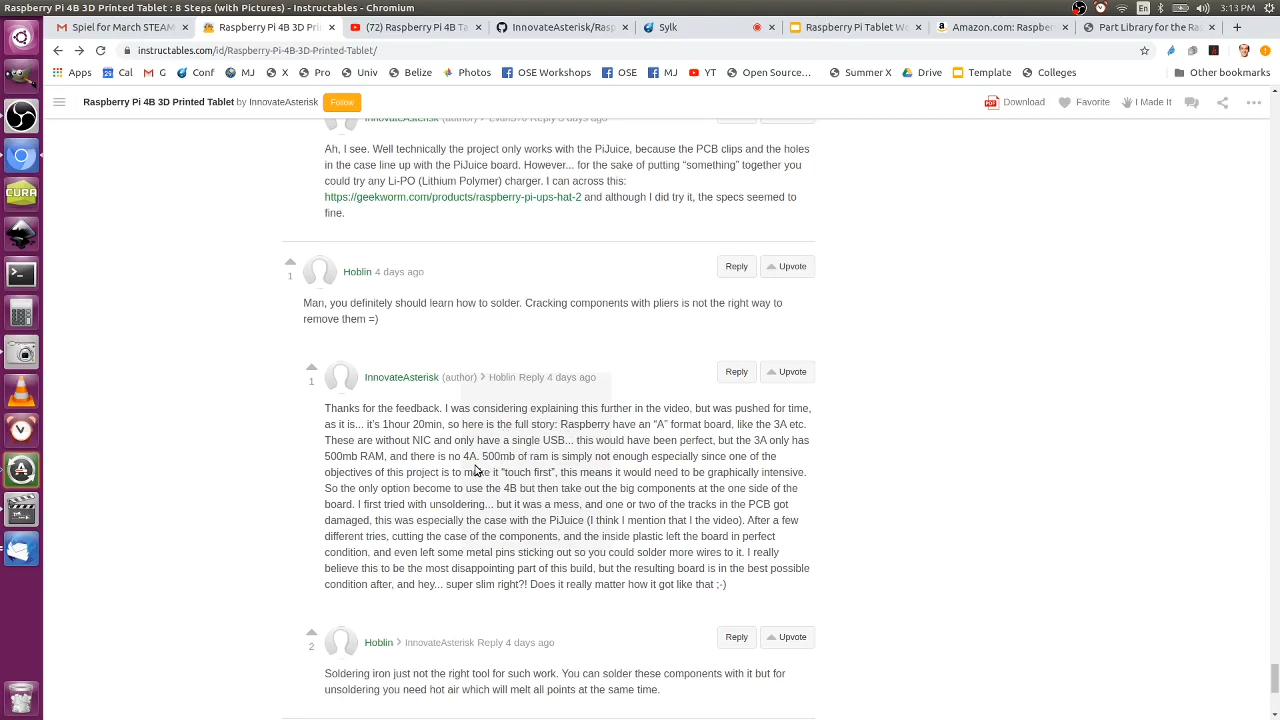 Raspberry Pi 4B 3D Printed Tablet : 8 Steps (with Pictures) - Instructables - Chromium
Spiel for March STEAM
Raspberry Pi 4B 3D Prin
(72) Raspberry Pi 4B 3D
InnovateAsterisk/Rasp
Sylk
Raspberry Pi Tablet Wo
Amazon.com: Raspber
Part Library - Raspberr
instructables.com/id/Raspberry-Pi-4B-3D-Printed-Tablet/
Apps Cal G Conf MJ X Pro Univ Belize Photos OSE Workshops OSE MJ YT Open Source... Summer X Drive Template Colleges Other bookmarks
Raspberry Pi 4B 3D Printed Tablet by InnovateAsterisk Follow PDF Download Favorite I Made It
InnovateAsterisk (author) Evan376 Reply 3 days ago
Ah, I see. Well technically the project only works with the PiJuice, because the PCB clips and the holes
in the case line up with the PiJuice board. However... for the sake of putting “something” together you
could try any Li-PO (Lithium Polymer) charger. I can across this:
https://geekworm.com/products/raspberry-pi-ups-hat-2 and although I did try it, the specs seemed to
fine.
1 Hoblin 4 days ago Reply Upvote
Man, you definitely should learn how to solder. Cracking components with pliers is not the right way to
remove them =)
1 InnovateAsterisk (author) Hoblin Reply 4 days ago Reply Upvote
Thanks for the feedback. I was considering explaining this further in the video, but was pushed for time,
as it is... it’s 1hour 20min, so here is the full story: Raspberry have an “A” format board, like the 3A etc.
These are without NIC and only have a single USB... this would have been perfect, but the 3A only has
500mb RAM, and there is no 4A. 500mb of ram is simply not enough especially since one of the
objectives of this project is to make it “touch first”, this means it would need to be graphically intensive.
So the only option become to use the 4B but then take out the big components at the one side of the
board. I first tried with unsoldering... but it was a mess, and one or two of the tracks in the PCB got
damaged, this was especially the case with the PiJuice (I think I mention that I the video). After a few
different tries, cutting the case of the components, and the inside plastic left the board in perfect
condition, and even left some metal pins sticking out so you could solder more wires to it. I really
believe this to be the most disappointing part of this build, but the resulting board is in the best possible
condition after, and hey... super slim right?! Does it really matter how it got like that ;-)
2 Hoblin InnovateAsterisk Reply 4 days ago Reply Upvote
Soldering iron just not the right tool for such work. You can solder these components with it but for
unsoldering you need hot air which will melt all points at the same time.
CURA